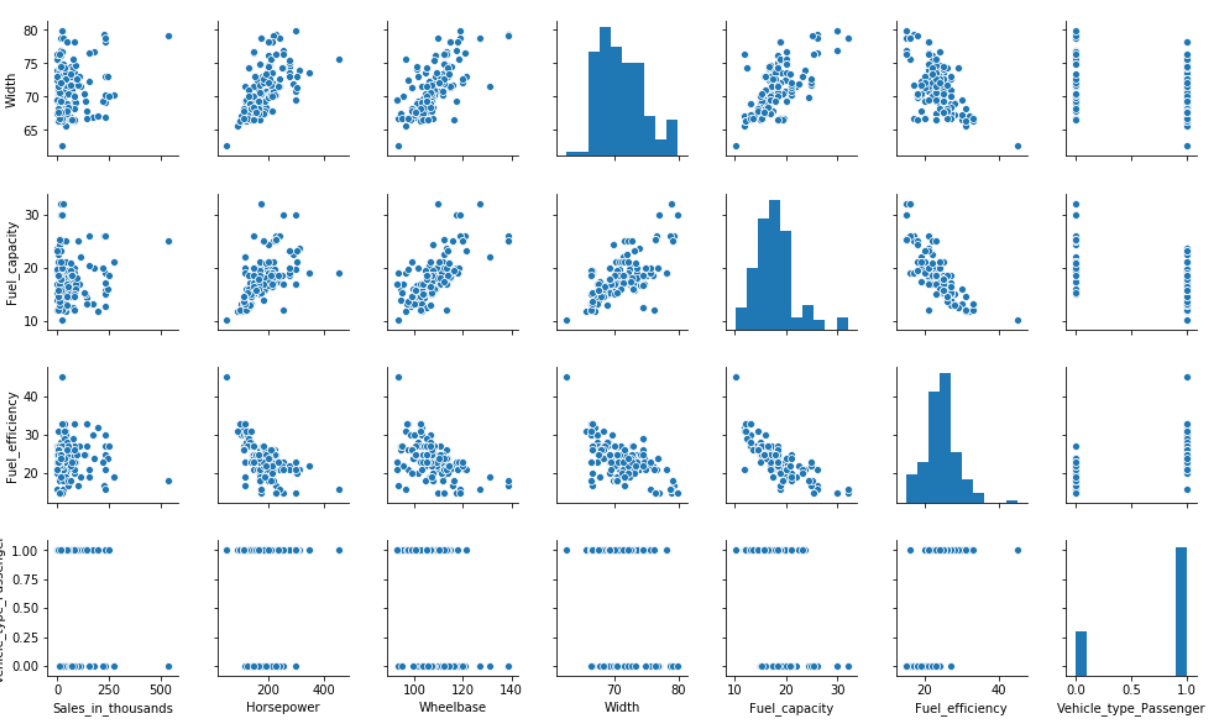 80
75
70
65
Width
30
20
10
Fuel_capacity
40
30
20
Fuel_efficiency
1.00
0.75
0.50
0.25
0.00
0 250 500
200 400
100 120 140
70 80
10 20 30
20 40
0.0 0.5 1.0
Sales_in_thousands Horsepower Wheelbase Width Fuel_capacity Fuel_efficiency Vehicle_type_Passenger